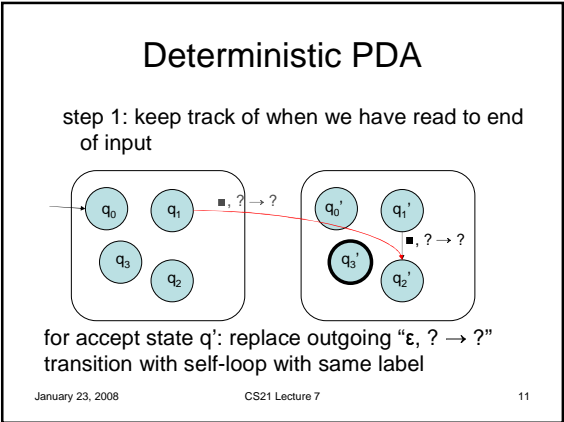 Deterministic PDA
step 1: keep track of when we have read to end
of input
■, ? → ?
q0
q1
q3
q2
q0'
q1'
■, ? → ?
q3'
q2'
for accept state q': replace outgoing “ε, ? → ?”
transition with self-loop with same label
January 23, 2008
CS21 Lecture 7
11